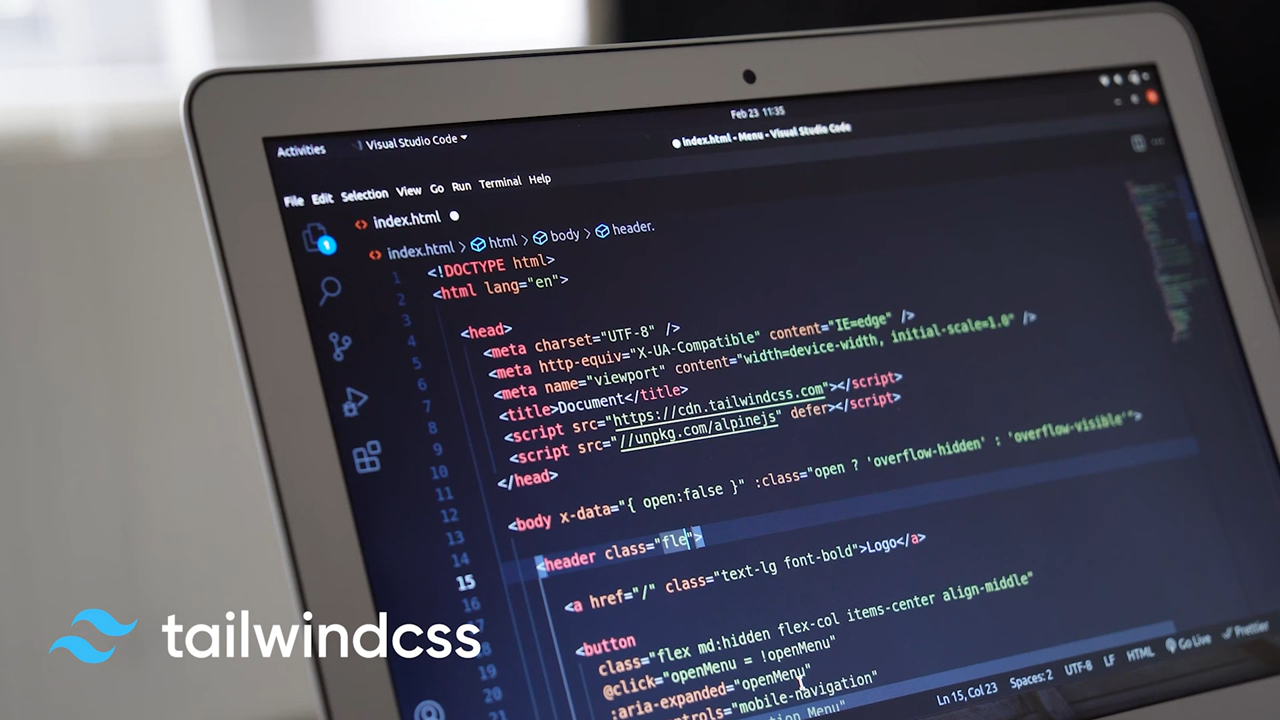 Feb 23 11:35
Activities Visual Studio Code
index.html - Menu - Visual Studio Code
File Edit Selection View Go Run Terminal Help
index.html
1
index.html > html > body > header.
1 <!DOCTYPE html>
2 <html lang="en">
3
4 <head>
5 <meta charset="UTF-8" />
6 <meta http-equiv="X-UA-Compatible" content="IE=edge" />
7 <meta name="viewport" content="width=device-width, initial-scale=1.0" />
8 <title>Document</title>
9 <script src="https://cdn.tailwindcss.com"></script>
10 <script src="//unpkg.com/alpinejs" defer></script>
11 </head>
12
13 <body x-data="{ open:false }" :class="open ? 'overflow-hidden' : 'overflow-visible'">
14
15 <header class="fle">
16
17 <a href="/" class="text-lg font-bold">Logo</a>
18
19 <button
20 class="flex md:hidden flex-col items-center align-middle"
21 @click="openMenu = !openMenu"
:aria-expanded="openMenu"
"mobile-navigation"
Menu"
Ln 15, Col 23 Spaces: 2 UTF-8 LF HTML Go Live Prettier
tailwindcss